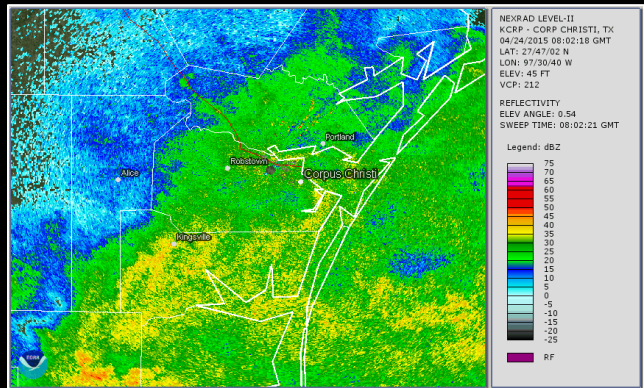 NEXRAD LEVEL-II
KCRP - CORP CHRISTI, TX
04/24/2015 08:02:18 GMT
LAT: 27/47/02 N
LON: 97/30/40 W
ELEV: 45 FT
VCP: 212
REFLECTIVITY
ELEV ANGLE: 0.54
SWEEP TIME: 08:02:21 GMT
Legend: dBZ
75
70
65
60
55
50
45
40
35
30
25
20
15
10
5
0
-5
-10
-15
-20
-25
RF
Portland
Robstown
Corpus Christi
Alice
Kingsville
NOAA